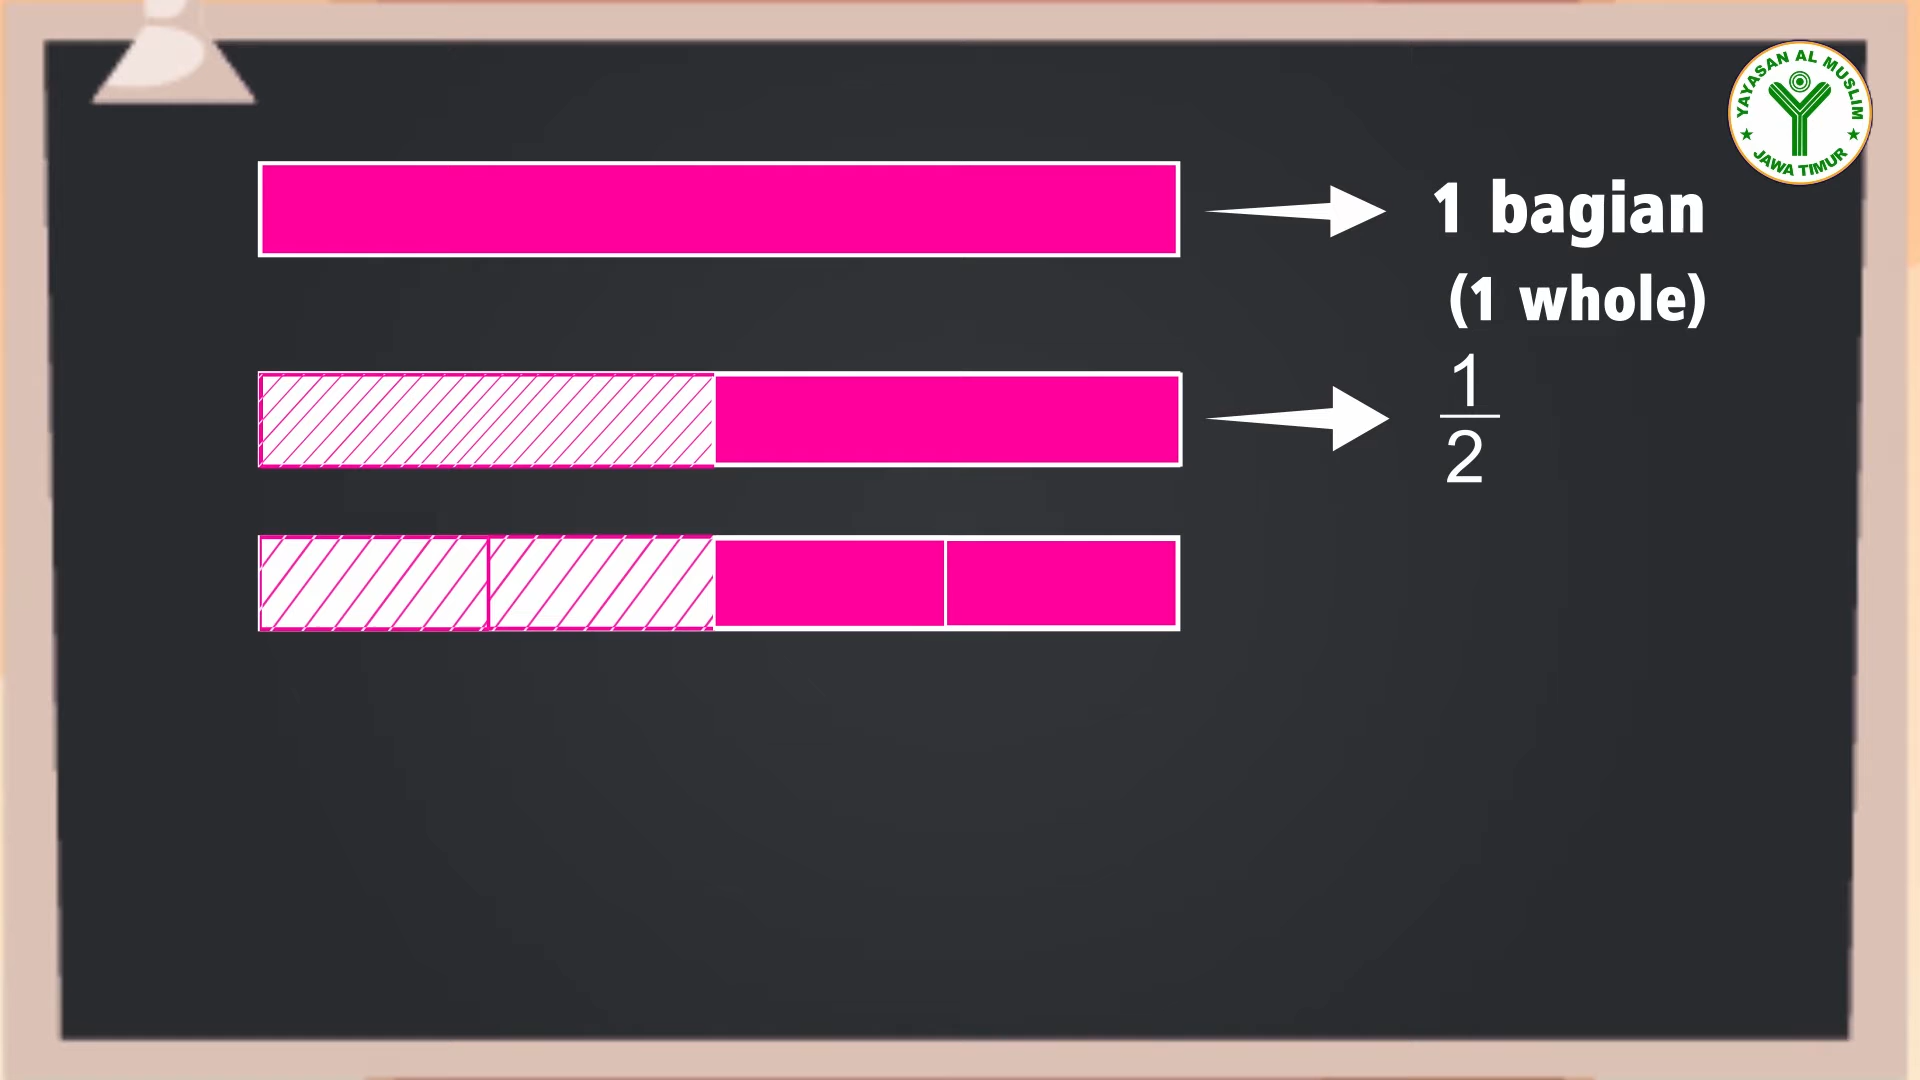 YAYASAN AL MUSLIM
JAWA TIMUR
1 bagian
(1 whole)
1
2